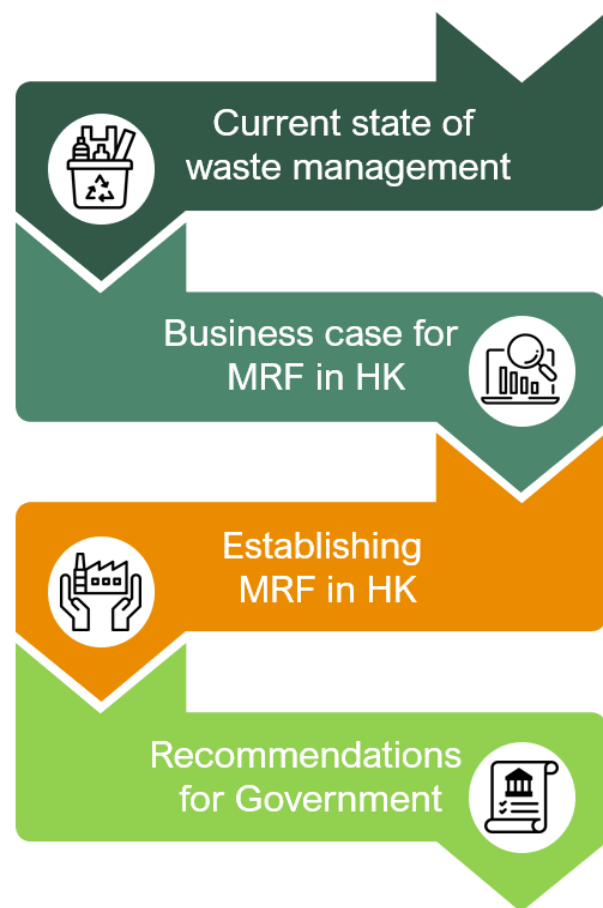 Current state of
waste management
Business case for
MRF in HK
Establishing
MRF in HK
Recommendations
for Government